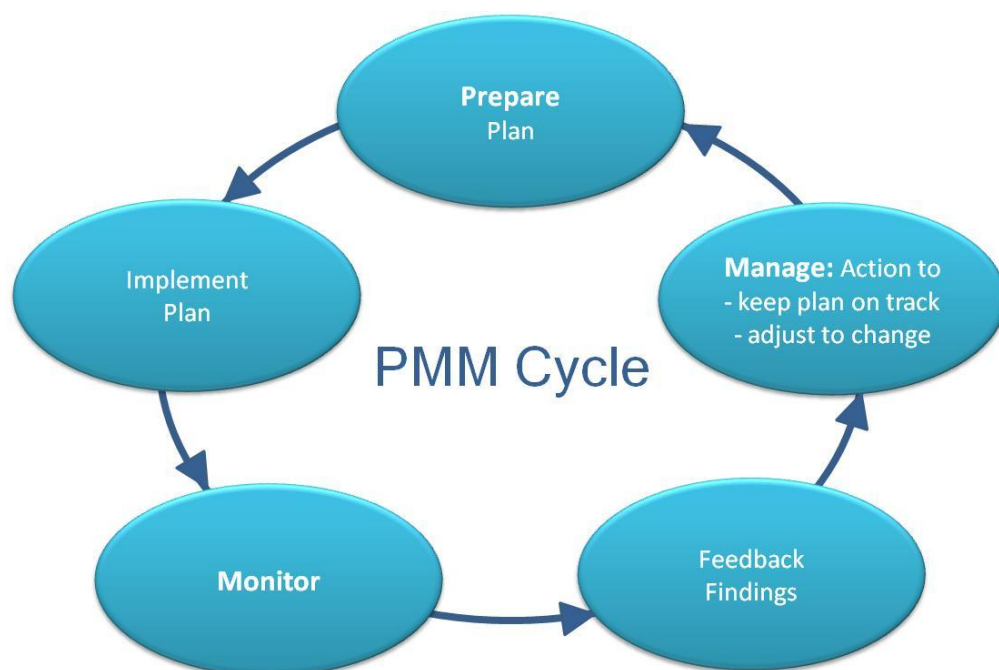 Prepare
Plan
Implement
Plan
Monitor
Feedback
Findings
Manage: Action to
- keep plan on track
- adjust to change
PMM Cycle